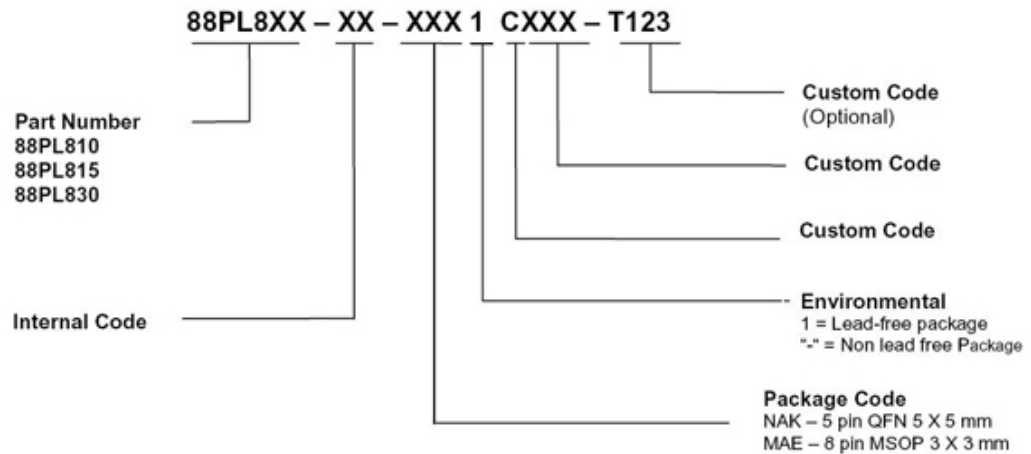 88PL8XX – XX – XXX 1 CXXX – T123
Part Number
88PL810
88PL815
88PL830
Internal Code
Custom Code
(Optional)
Custom Code
Custom Code
Environmental
1 = Lead-free package
"-" = Non lead free Package
Package Code
NAK – 5 pin QFN 5 X 5 mm
MAE – 8 pin MSOP 3 X 3 mm